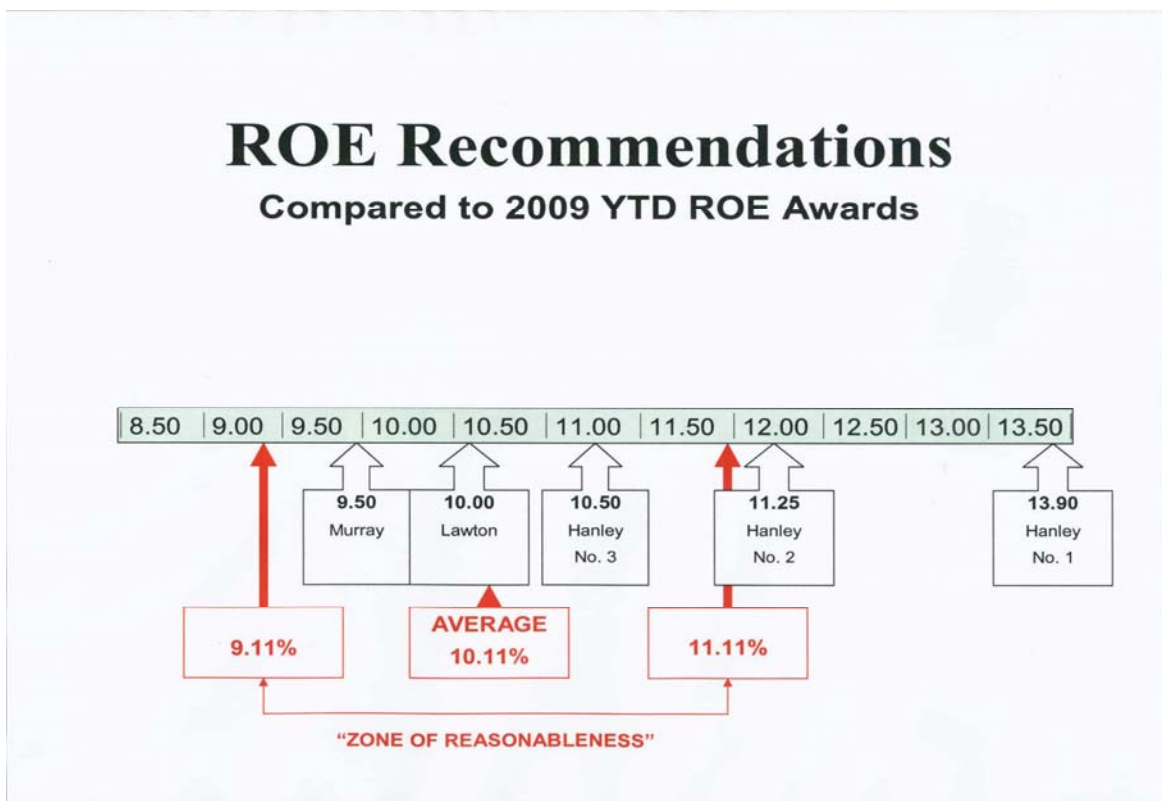 ROE Recommendations
Compared to 2009 YTD ROE Awards
8.50 9.00 9.50 10.00 10.50 11.00 11.50 12.00 12.50 13.00 13.50
9.50
Murray
10.00
Lawton
10.50
Hanley
No. 3
11.25
Hanley
No. 2
13.90
Hanley
No. 1
9.11%
AVERAGE
10.11%
11.11%
“ZONE OF REASONABLENESS”